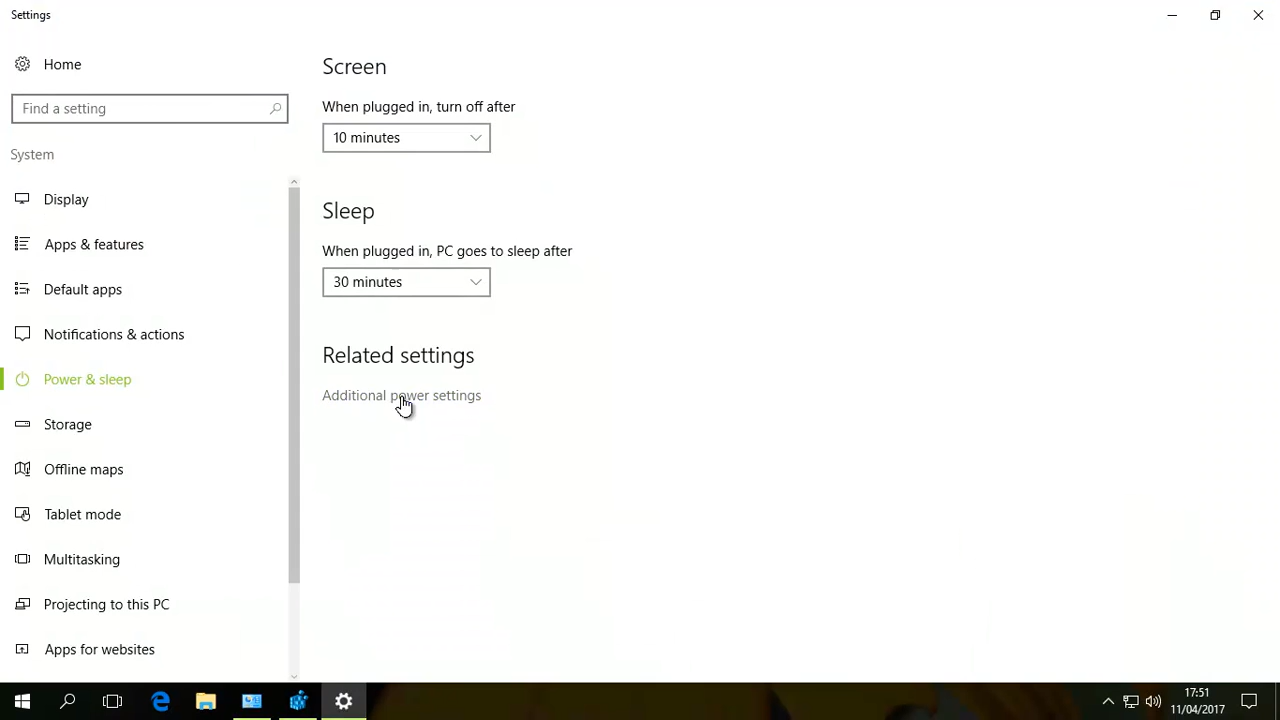 Settings
Home
Find a setting
System
Display
Apps & features
Default apps
Notifications & actions
Power & sleep
Storage
Offline maps
Tablet mode
Multitasking
Projecting to this PC
Apps for websites
Screen
When plugged in, turn off after
10 minutes
Sleep
When plugged in, PC goes to sleep after
30 minutes
Related settings
Additional power settings
17:51
11/04/2017